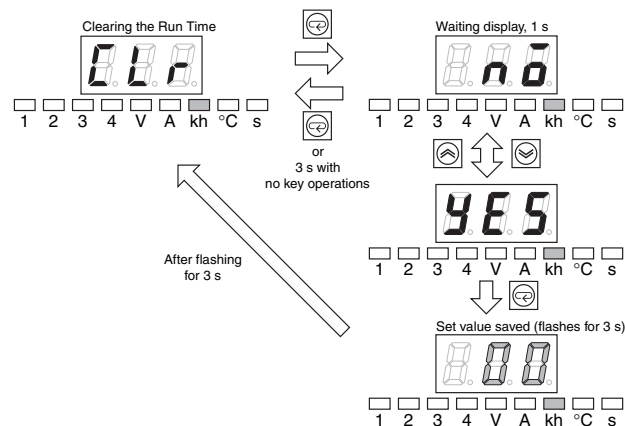 Clearing the Run Time
CLr
1 2 3 4 V A kh °C s
or
3 s with
no key operations
Waiting display, 1 s
no
1 2 3 4 V A kh °C s
YES
1 2 3 4 V A kh °C s
After flashing
for 3 s
Set value saved (flashes for 3 s)
00
1 2 3 4 V A kh °C s